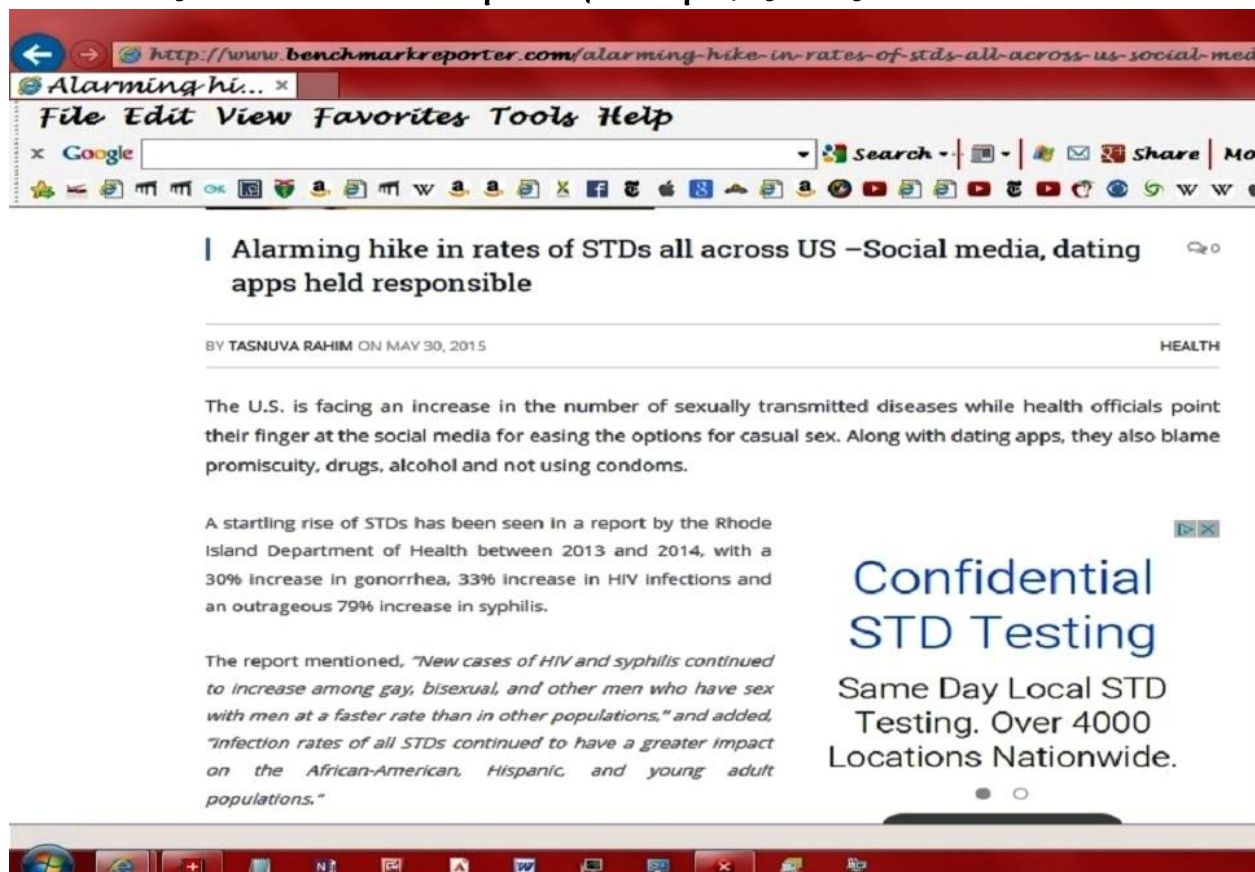 http://www.benchmarkreporter.com/alarming-hike-in-rates-of-stds-all-across-us-social-med
Alarming hi... ×
File Edit View Favorites Tools Help
x Google Search Share Mo
Alarming hike in rates of STDs all across US –Social media, dating
0
apps held responsible
BY TASNUVA RAHIM ON MAY 30, 2015
HEALTH
The U.S. is facing an increase in the number of sexually transmitted diseases while health officials point
their finger at the social media for easing the options for casual sex. Along with dating apps, they also blame
promiscuity, drugs, alcohol and not using condoms.
A startling rise of STDs has been seen in a report by the Rhode
Island Department of Health between 2013 and 2014, with a
30% increase in gonorrhea, 33% increase in HIV infections and
an outrageous 79% increase in syphilis.
The report mentioned, "New cases of HIV and syphilis continued
to increase among gay, bisexual, and other men who have sex
with men at a faster rate than in other populations," and added,
"Infection rates of all STDs continued to have a greater impact
on the African-American, Hispanic, and young adult
populations."
Confidential
STD Testing
Same Day Local STD
Testing. Over 4000
Locations Nationwide.